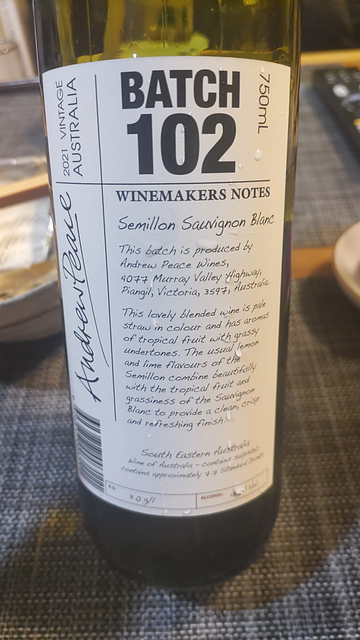 2021 VINTAGE
AUSTRALIA
BATCH
102
750mL
WINEMAKERS NOTES
Semillon Sauvignon Blanc
This batch is produced by
Andrew Peace Wines,
4077 Murray Valley Highway,
Piangil, Victoria, 3597, Australia
This lovely blended wine is pale
straw in colour and has aromas
of tropical fruit with grassy
undertones. The usual lemon
and lime flavours of the
Semillon combine beautifully
with the tropical fruit and
grassiness of the Sauvignon
Blanc to provide a clean, crisp
and refreshing finish.
Andrew Peace
South Eastern Australia
Wine of Australia - contains sulphites
contains approximately 7.7 Standard Drinks
3.0 g/l
ALCOHOL: